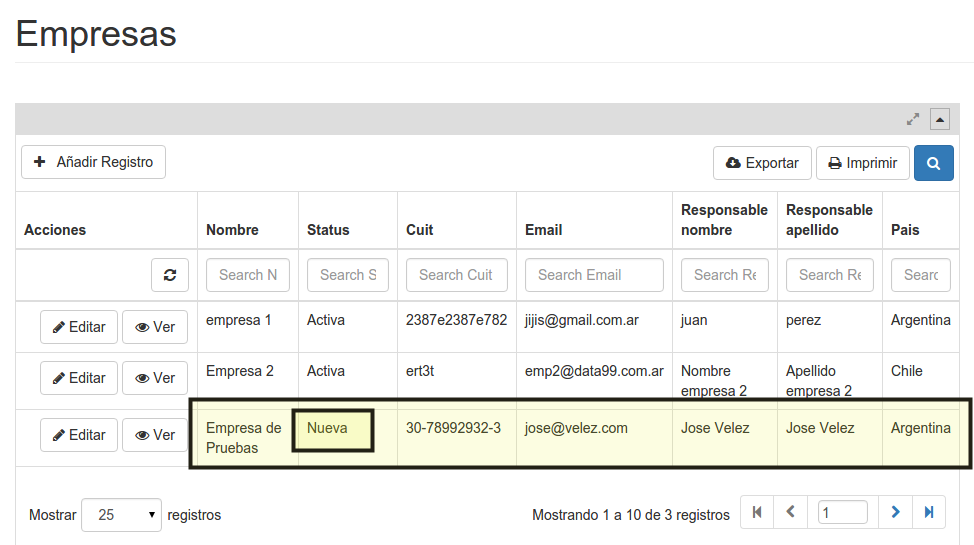 Empresas
Añadir Registro Exportar Imprimir
Acciones Nombre Status Cuit Email Responsable nombre Responsable apellido Pais
Search N Search S Search Cuit Search Email Search Re Search Re Searc
Editar Ver empresa 1 Activa 2387e2387e782 jijis@gmail.com.ar juan perez Argentina
Editar Ver Empresa 2 Activa ert3t emp2@data99.com.ar Nombre empresa 2 Apellido empresa 2 Chile
Editar Ver Empresa de Pruebas Nueva 30-78992932-3 jose@velez.com Jose Velez Jose Velez Argentina
Mostrar 25 registros Mostrando 1 a 10 de 3 registros 1